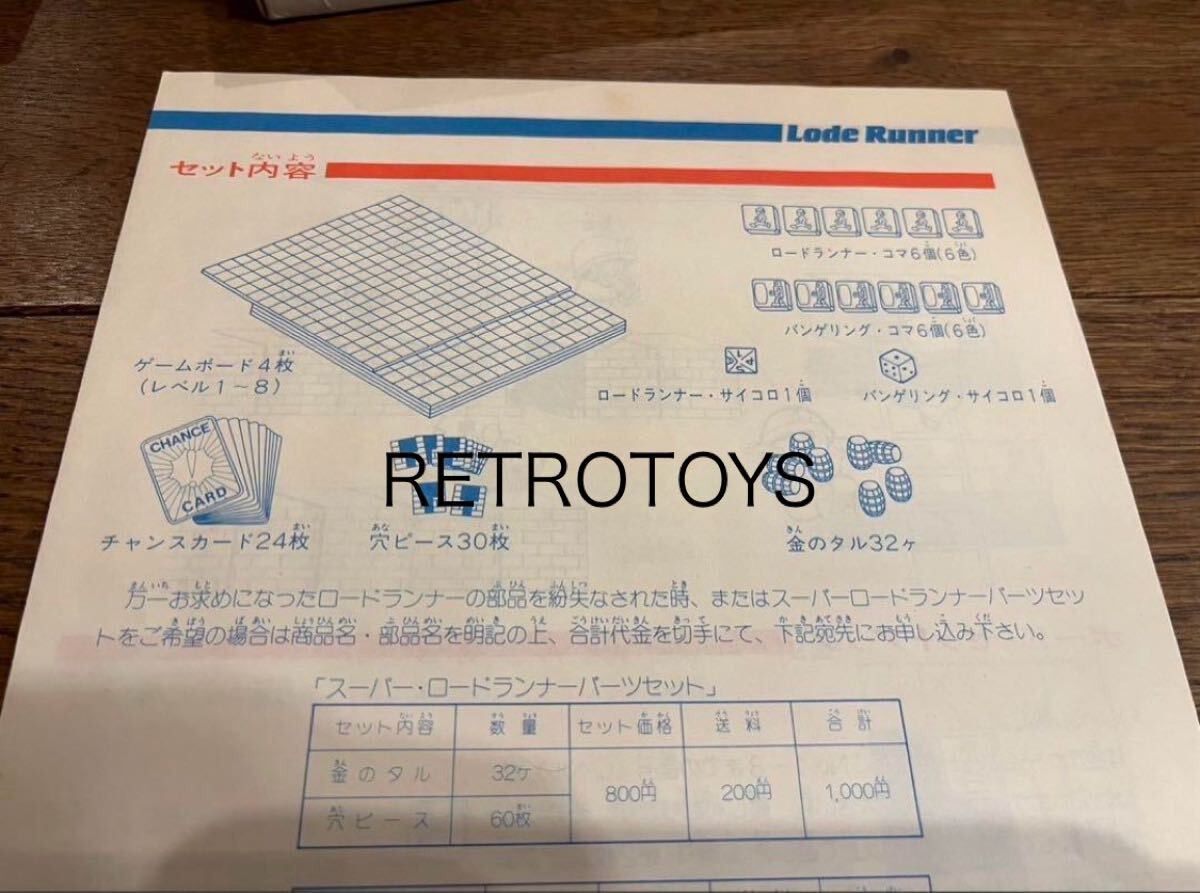 Lode Runner
セット内容
ないよう
ロードランナー・コマ6個(6色)
バンゲリング・コマ6個(6色)
ゲームボード4枚
(レベル1~8)
ロードランナー・サイコロ1個
バンゲリング・サイコロ1個
CHANCE
CARD
RETROTOYS
チャンスカード24枚
穴ピース30枚
金のタル32ヶ
万一お求めになったロードランナーの部品を紛失なされた時、またはスーパーロードランナーパーツセッ
トをご希望の場合は商品名・部品名を明記の上、合計代金を切手にて、下記宛先にお申し込み下さい。
「スーパー・ロードランナーパーツセット」
セット内容 数量 セット価格 送料 合計
金のタル 32ヶ 800円 200円 1,000円
穴ピース 60枚